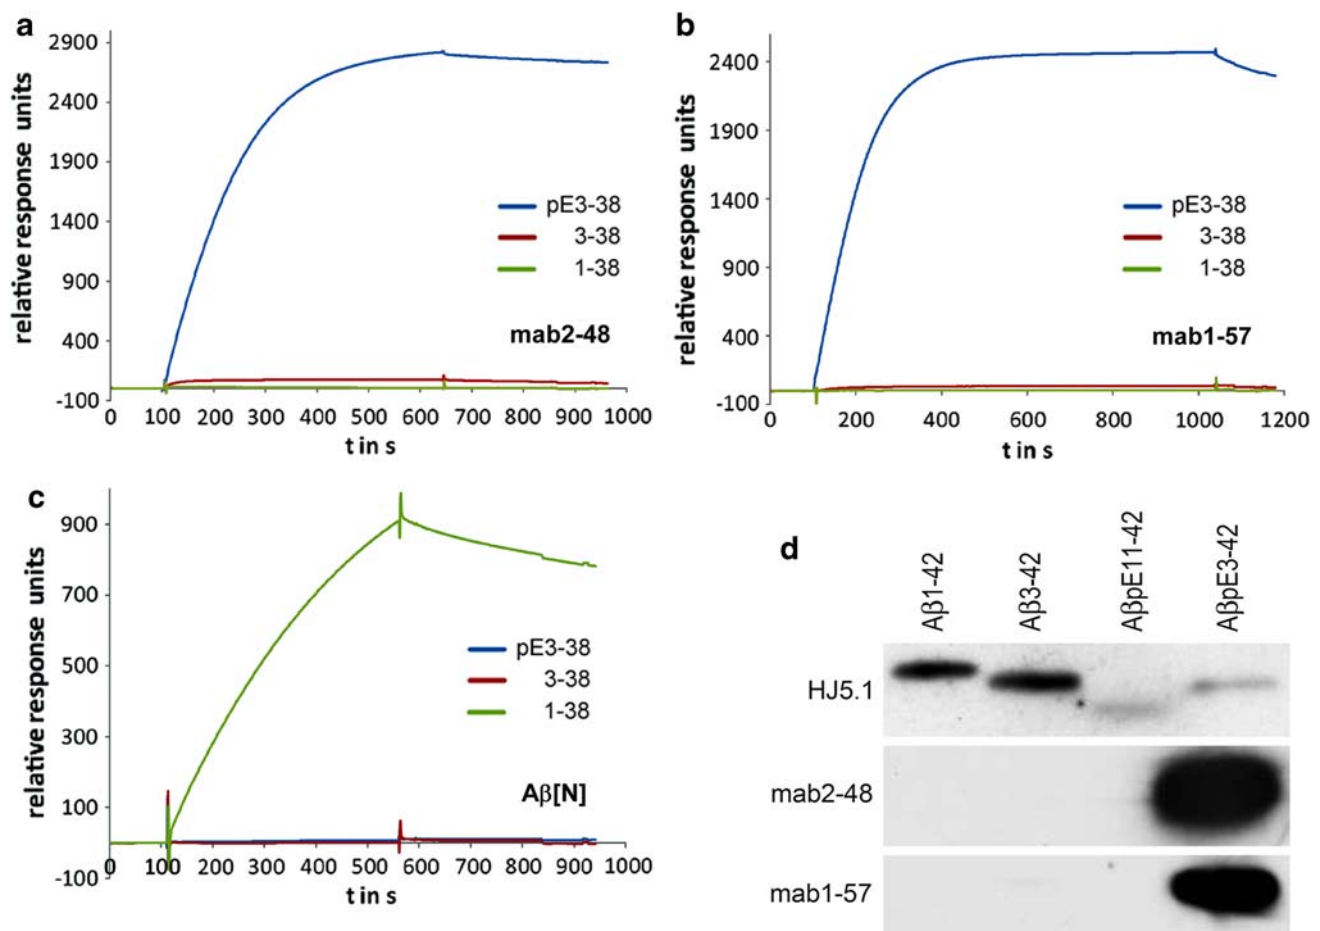 a
b
2900
2400
1900
1400
900
400
-100
relative response units
0 100 200 300 400 500 600 700 800 900 1000
t in s
pE3-38
3-38
1-38
mab2-48
2400
1900
1400
900
400
-100
relative response units
0 200 400 600 800 1000 1200
t in s
pE3-38
3-38
1-38
mab1-57
c
900
700
500
300
100
-100
relative response units
0 100 200 300 400 500 600 700 800 900 1000
t in s
pE3-38
3-38
1-38
Aβ[N]
d
Aβ1-42
Aβ3-42
AβpE11-42
AβpE3-42
HJ5.1
mab2-48
mab1-57